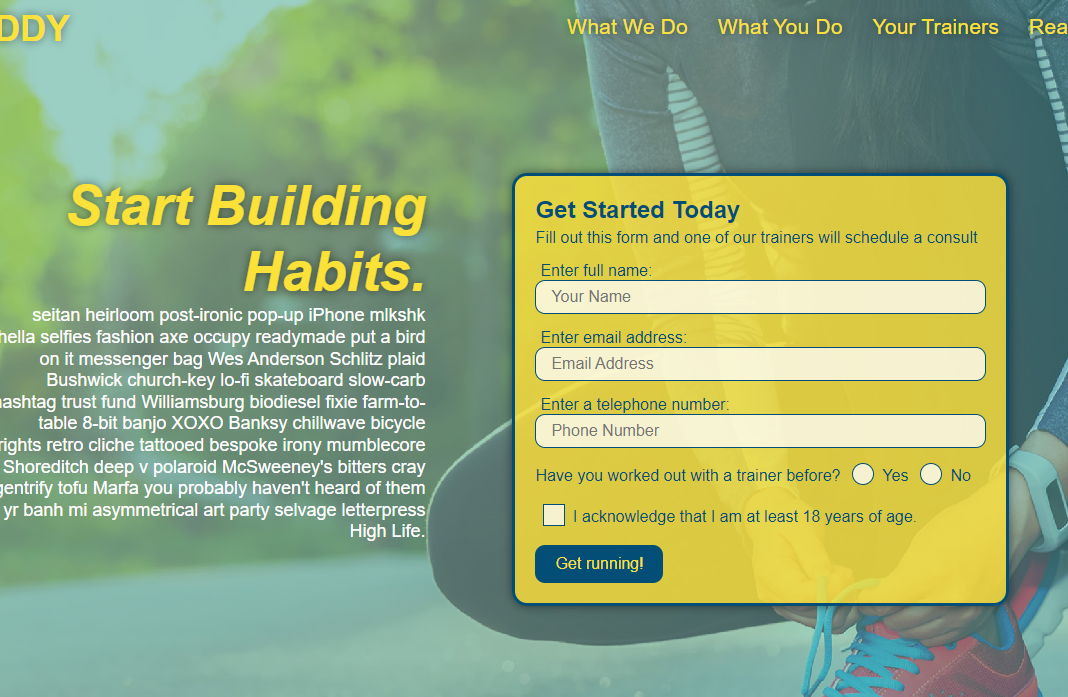 DDY
What We Do What You Do Your Trainers Rea
Start Building
Habits.
seitan heirloom post-ironic pop-up iPhone mlkshk
hella selfies fashion axe occupy readymade put a bird
on it messenger bag Wes Anderson Schlitz plaid
Bushwick church-key lo-fi skateboard slow-carb
hashtag trust fund Williamsburg biodiesel fixie farm-to-
table 8-bit banjo XOXO Banksy chillwave bicycle
rights retro cliche tattooed bespoke irony mumblecore
Shoreditch deep v polaroid McSweeney's bitters cray
gentrify tofu Marfa you probably haven't heard of them
yr banh mi asymmetrical art party selvage letterpress
High Life.
Get Started Today
Fill out this form and one of our trainers will schedule a consult
Enter full name:
Your Name
Enter email address:
Email Address
Enter a telephone number:
Phone Number
Have you worked out with a trainer before? Yes No
I acknowledge that I am at least 18 years of age.
Get running!